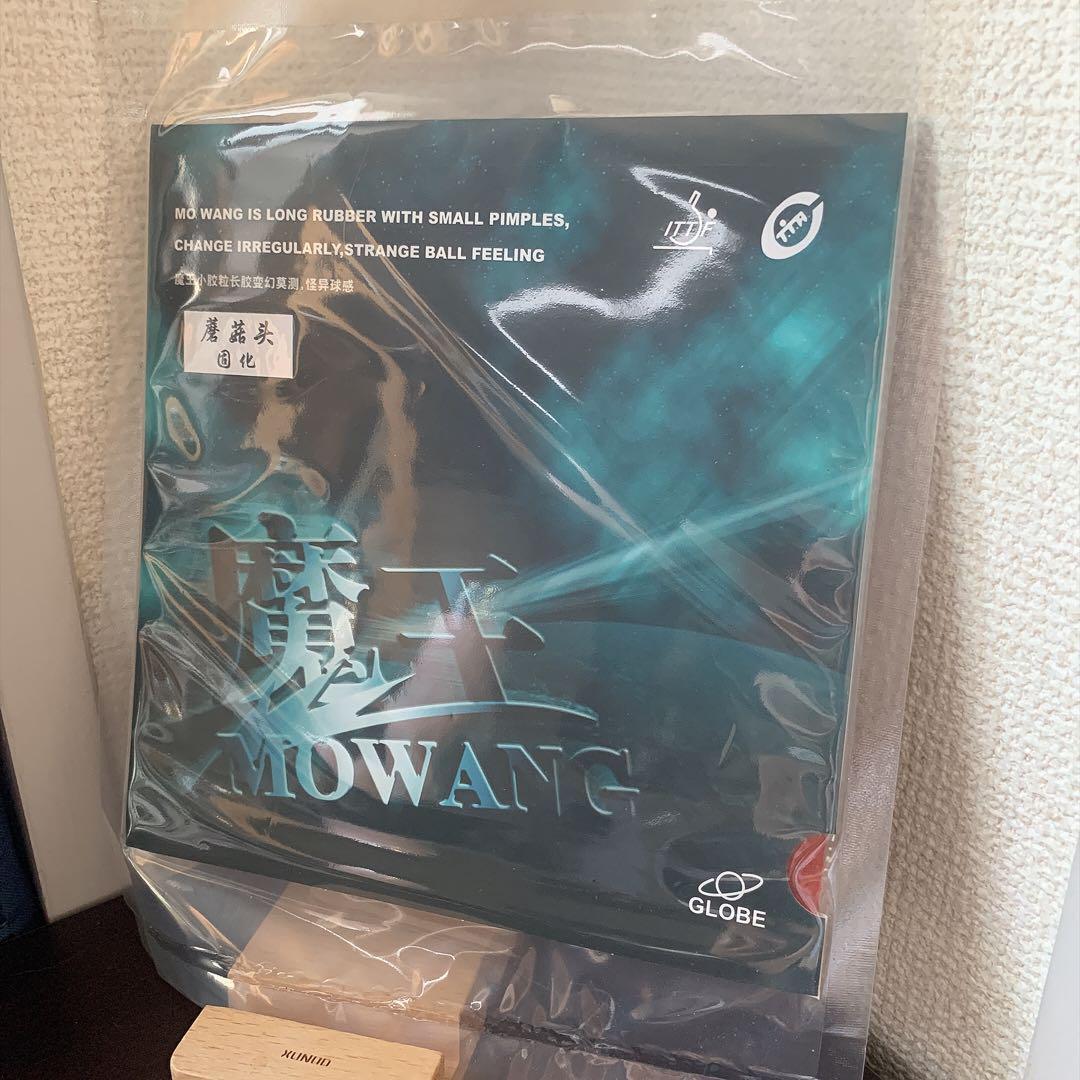 MO WANG IS LONG RUBBER WITH SMALL PIMPLES,
CHANGE IRREGULARLY,STRANGE BALL FEELING
魔王小胶粒长胶变幻莫测,怪异球感
ITTF
T.TTA
蘑菇头
固化
魔王
MOWANG
GLOBE
XUNUO